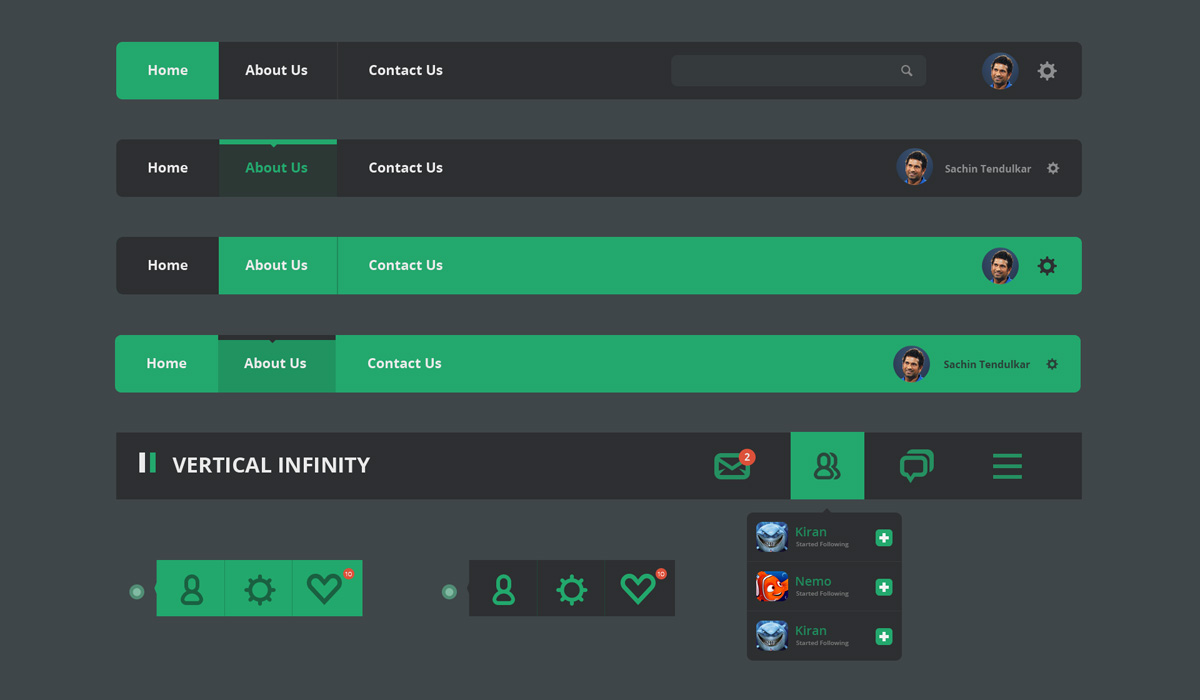 Home About Us Contact Us
Home About Us Contact Us Sachin Tendulkar
Home About Us Contact Us
Home About Us Contact Us Sachin Tendulkar
VERTICAL INFINITY 2
Kiran
Started Following
Nemo
Started Following
Kiran
Started Following
10 10